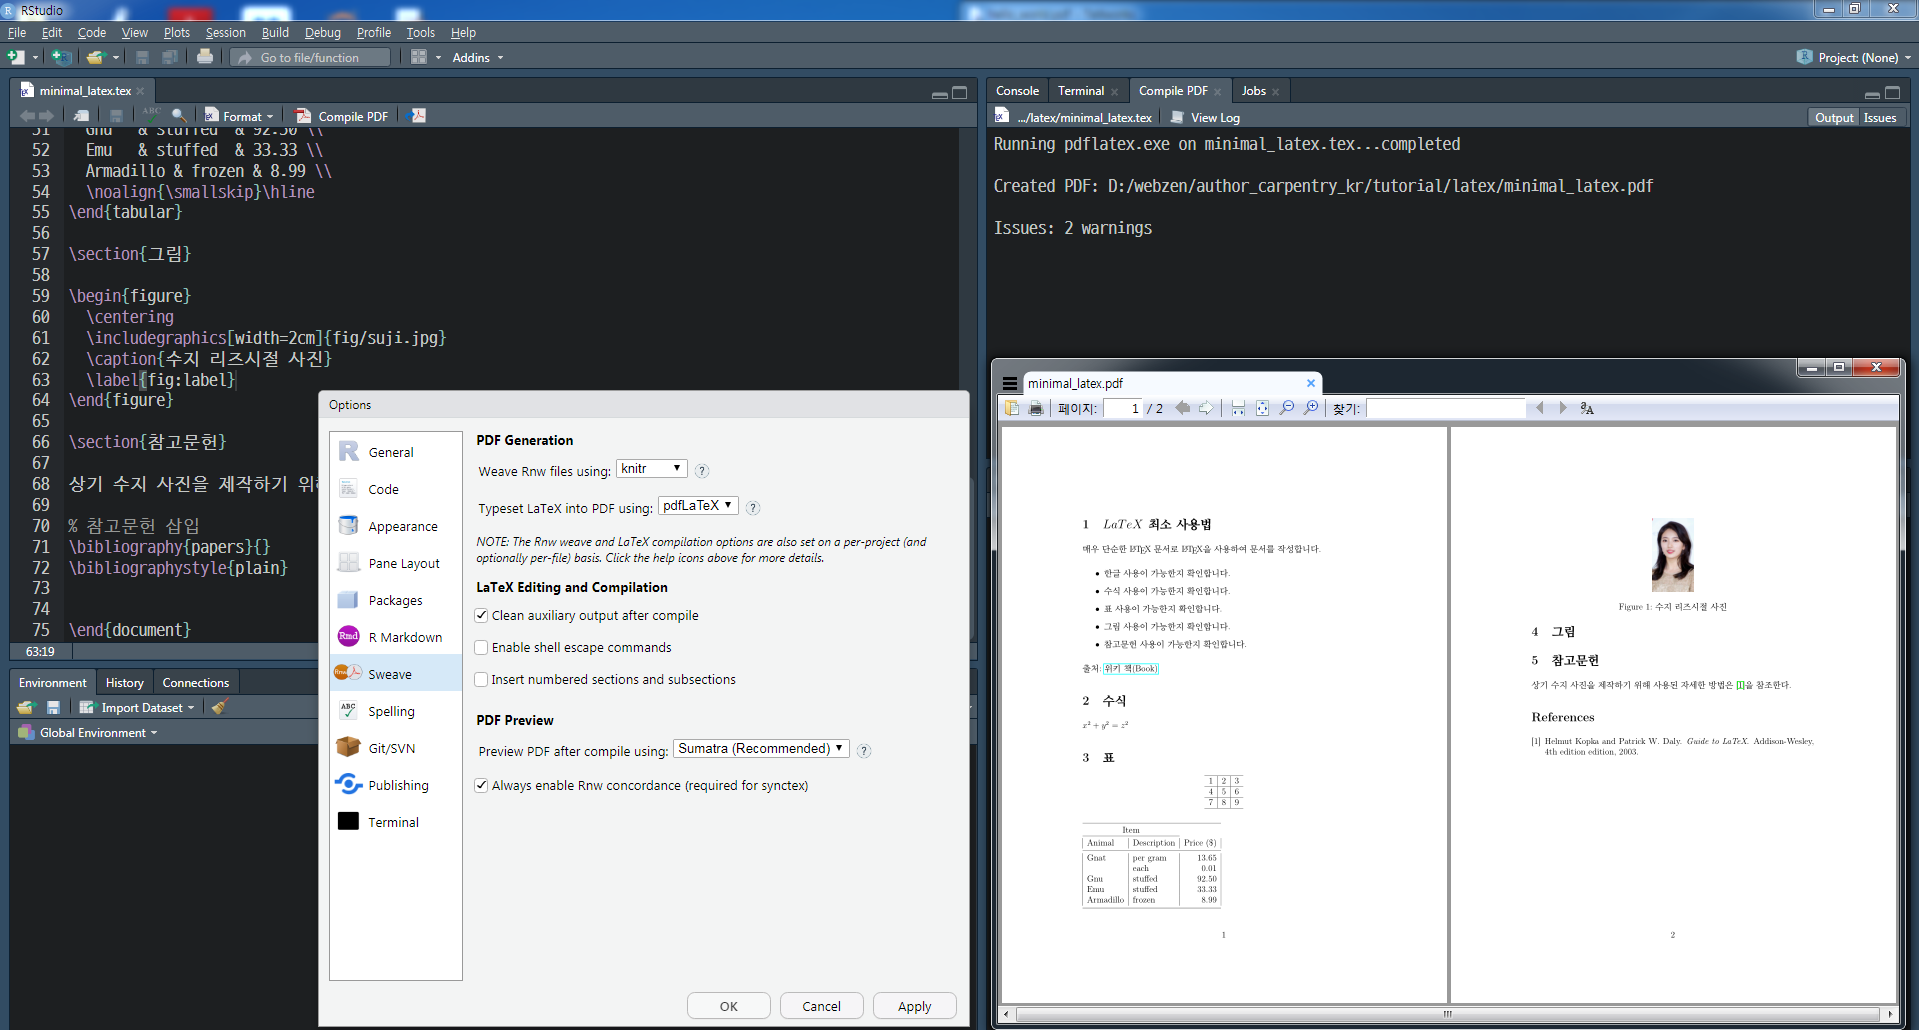 RStudio
File Edit Code View Plots Session Build Debug Profile Tools Help
Go to file/function
Addins
Project: (None)
minimal_latex.tex
ABC
Format
Compile PDF
51 Gnu & stuffed & 92.50 \\
52 Emu & stuffed & 33.33 \\
53 Armadillo & frozen & 8.99 \\
54 \noalign{\smallskip}\hline
55 \end{tabular}
56
57 \section{그림}
58
59 \begin{figure}
60 \centering
61 \includegraphics[width=2cm]{fig/suji.jpg}
62 \caption{수지 리즈시절 사진}
63 \label{fig:label}
64 \end{figure}
65
66 \section{참고문헌}
67
68 상기 수지 사진을 제작하기 위해
69
70 % 참고문헌 삽입
71 \bibliography{papers}{}
72 \bibliographystyle{plain}
73
74
75 \end{document}
63:19
Environment History Connections
Import Dataset
Global Environment
Options
General
Code
Appearance
Pane Layout
Packages
Rmd R Markdown
Sweave
ABC Spelling
Git/SVN
Publishing
Terminal
PDF Generation
Weave Rnw files using: knitr ?
Typeset LaTeX into PDF using: pdfLaTeX ?
NOTE: The Rnw weave and LaTeX compilation options are also set on a per-project (and
optionally per-file) basis. Click the help icons above for more details.
LaTeX Editing and Compilation
Clean auxiliary output after compile
Enable shell escape commands
Insert numbered sections and subsections
PDF Preview
Preview PDF after compile using: Sumatra (Recommended) ?
Always enable Rnw concordance (required for synctex)
OK Cancel Apply
Console Terminal Compile PDF Jobs
.../latex/minimal_latex.tex View Log
Output Issues
Running pdflatex.exe on minimal_latex.tex...completed
Created PDF: D:/webzen/author_carpentry_kr/tutorial/latex/minimal_latex.pdf
Issues: 2 warnings
minimal_latex.pdf
페이지: 1 / 2 찾기:
1 LaTeX 최소 사용법
매우 단순한 LATEX 문서로 LATEX을 사용하여 문서를 작성합니다.
• 한글 사용이 가능한지 확인합니다.
• 수식 사용이 가능한지 확인합니다.
• 표 사용이 가능한지 확인합니다.
• 그림 사용이 가능한지 확인합니다.
• 참고문헌 사용이 가능한지 확인합니다.
출처: 위키 책(Book)
2 수식
x² + y² = z²
3 표
1 2 3
4 5 6
7 8 9
Item
Animal Description Price ($)
Gnat per gram 13.65
each 0.01
Gnu stuffed 92.50
Emu stuffed 33.33
Armadillo frozen 8.99
1
Figure 1: 수지 리즈시절 사진
4 그림
5 참고문헌
상기 수지 사진을 제작하기 위해 사용된 자세한 방법은 [1]을 참조한다.
References
[1] Helmut Kopka and Patrick W. Daly. Guide to LaTeX. Addison-Wesley,
4th edition edition, 2003.
2